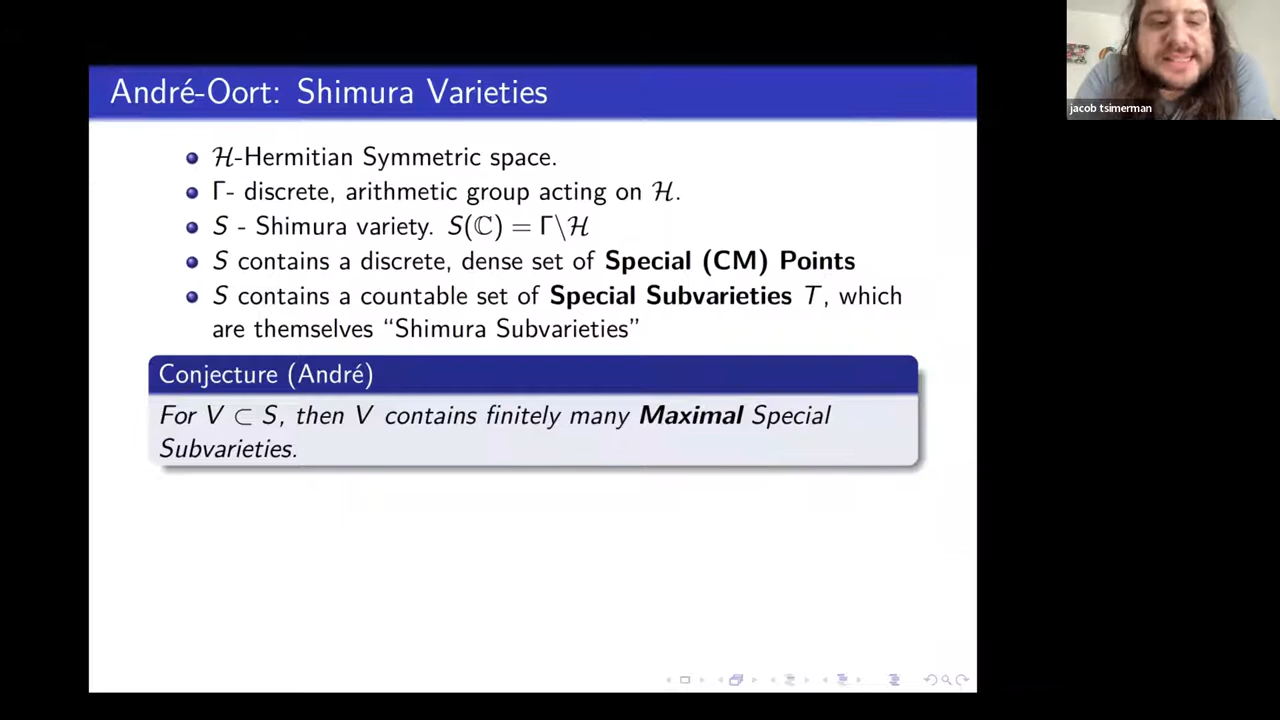 André-Oort: Shimura Varieties
jacob tsimerman
ℋ-Hermitian Symmetric space.
Γ- discrete, arithmetic group acting on ℋ.
S - Shimura variety. S(ℂ) = Γ\ℋ
S contains a discrete, dense set of Special (CM) Points
S contains a countable set of Special Subvarieties T, which
are themselves “Shimura Subvarieties”
Conjecture (André)
For V ⊂ S, then V contains finitely many Maximal Special
Subvarieties.